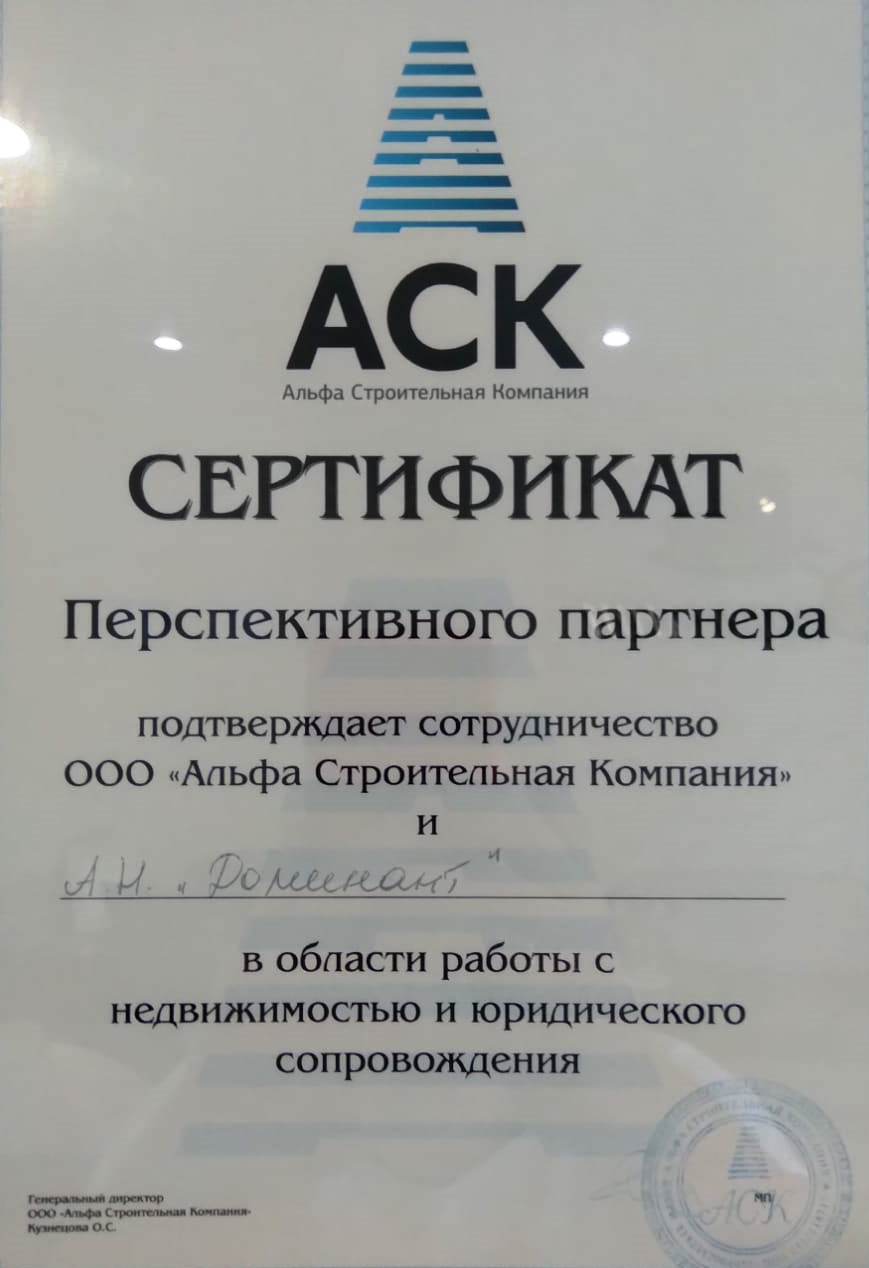 АСК
Альфа Строительная Компания
СЕРТИФИКАТ
Перспективного партнера
подтверждает сотрудничество
ООО «Альфа Строительная Компания»
и
А.Н. „Доминант"
в области работы с
недвижимостью и юридического
сопровождения
Генеральный директор
ООО «Альфа Строительная Компания»
Кузнецова О.С.
МП
АСК